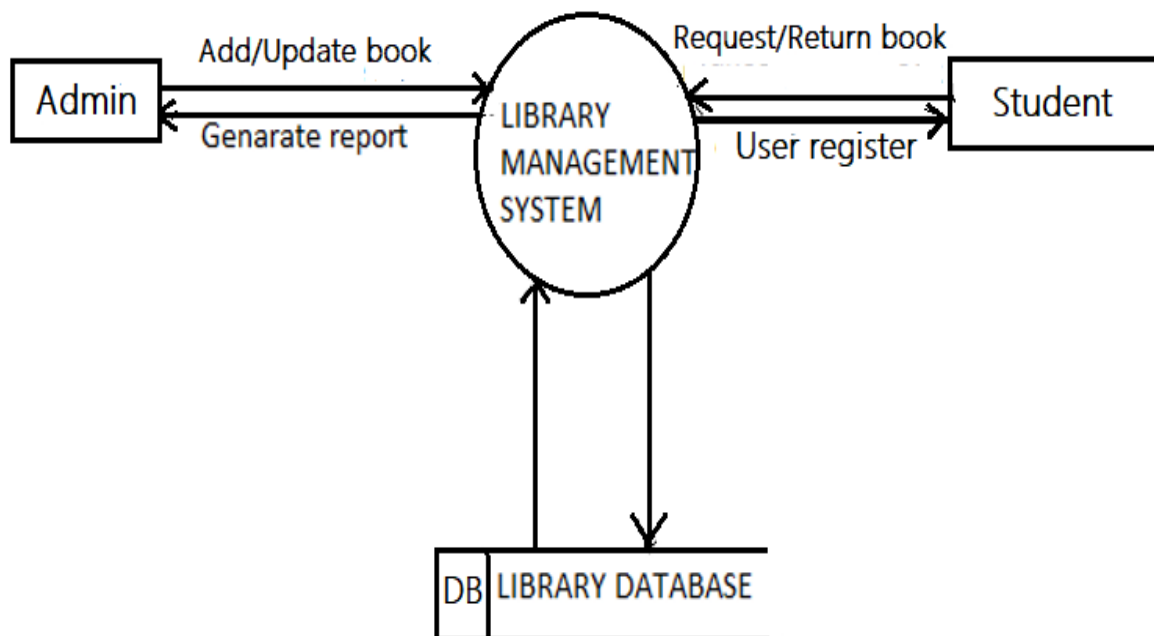 Add/Update book
Request/Return book
Admin
Student
Genarate report
User register
LIBRARY
MANAGEMENT
SYSTEM
DB
LIBRARY DATABASE